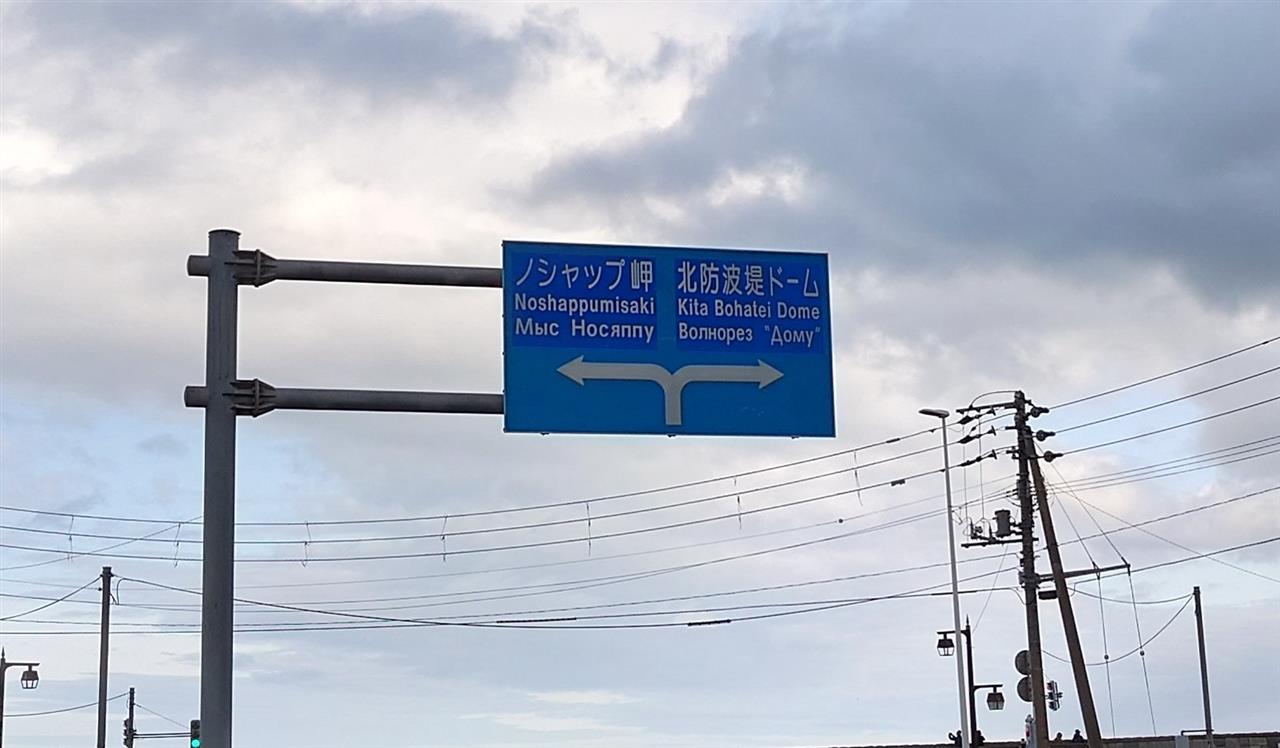 ノシャップ岬
Noshappumisaki
Мыс Носяппу
北防波堤ドーム
Kita Bohatei Dome
Волнорез "Дому"